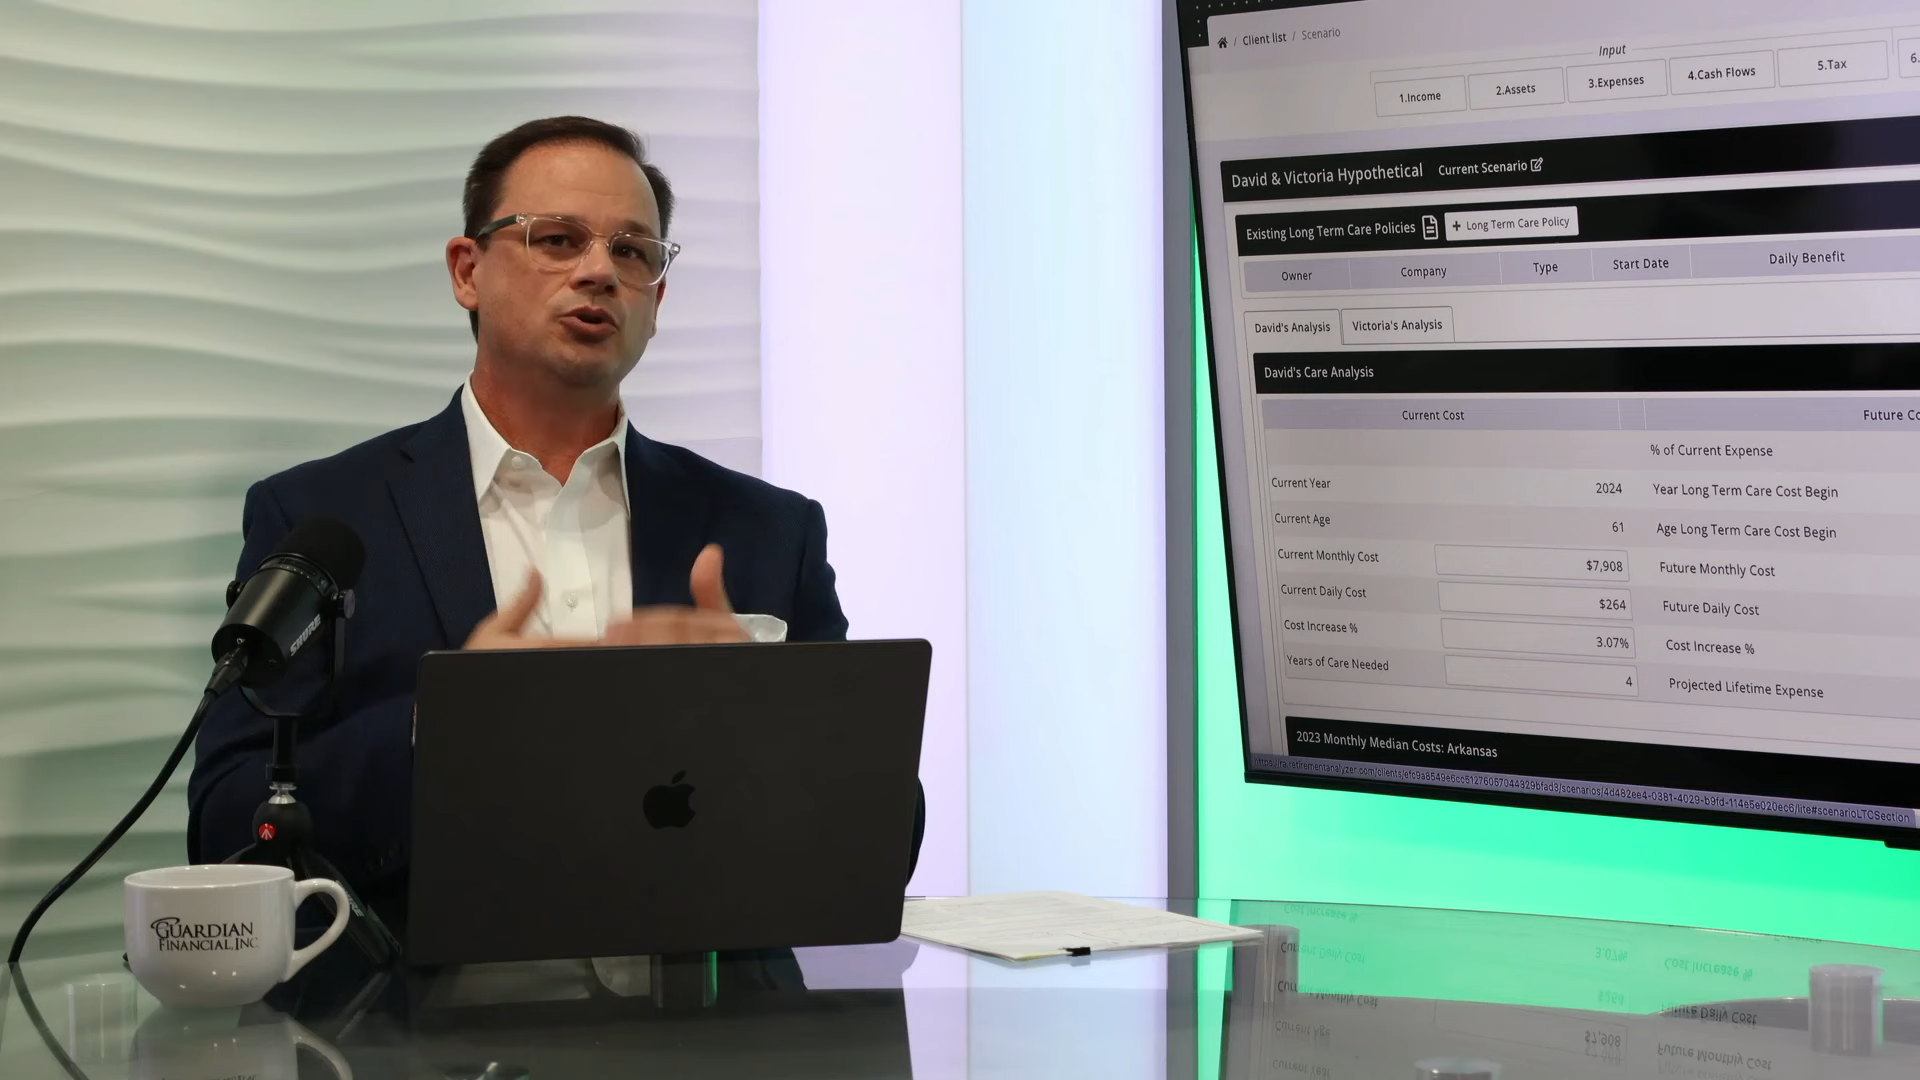 / Client list / Scenario
Input
1.Income
2.Assets
3.Expenses
4.Cash Flows
5.Tax
6.
David & Victoria Hypothetical Current Scenario
Existing Long Term Care Policies + Long Term Care Policy
Owner Company Type Start Date Daily Benefit
David's Analysis Victoria's Analysis
David's Care Analysis
Current Cost Future Co
% of Current Expense
Current Year 2024 Year Long Term Care Cost Begin
Current Age 61 Age Long Term Care Cost Begin
Current Monthly Cost $7,908 Future Monthly Cost
Current Daily Cost $264 Future Daily Cost
Cost Increase % 3.07% Cost Increase %
Years of Care Needed 4 Projected Lifetime Expense
2023 Monthly Median Costs: Arkansas
SHURE
GUARDIAN
FINANCIAL, INC.